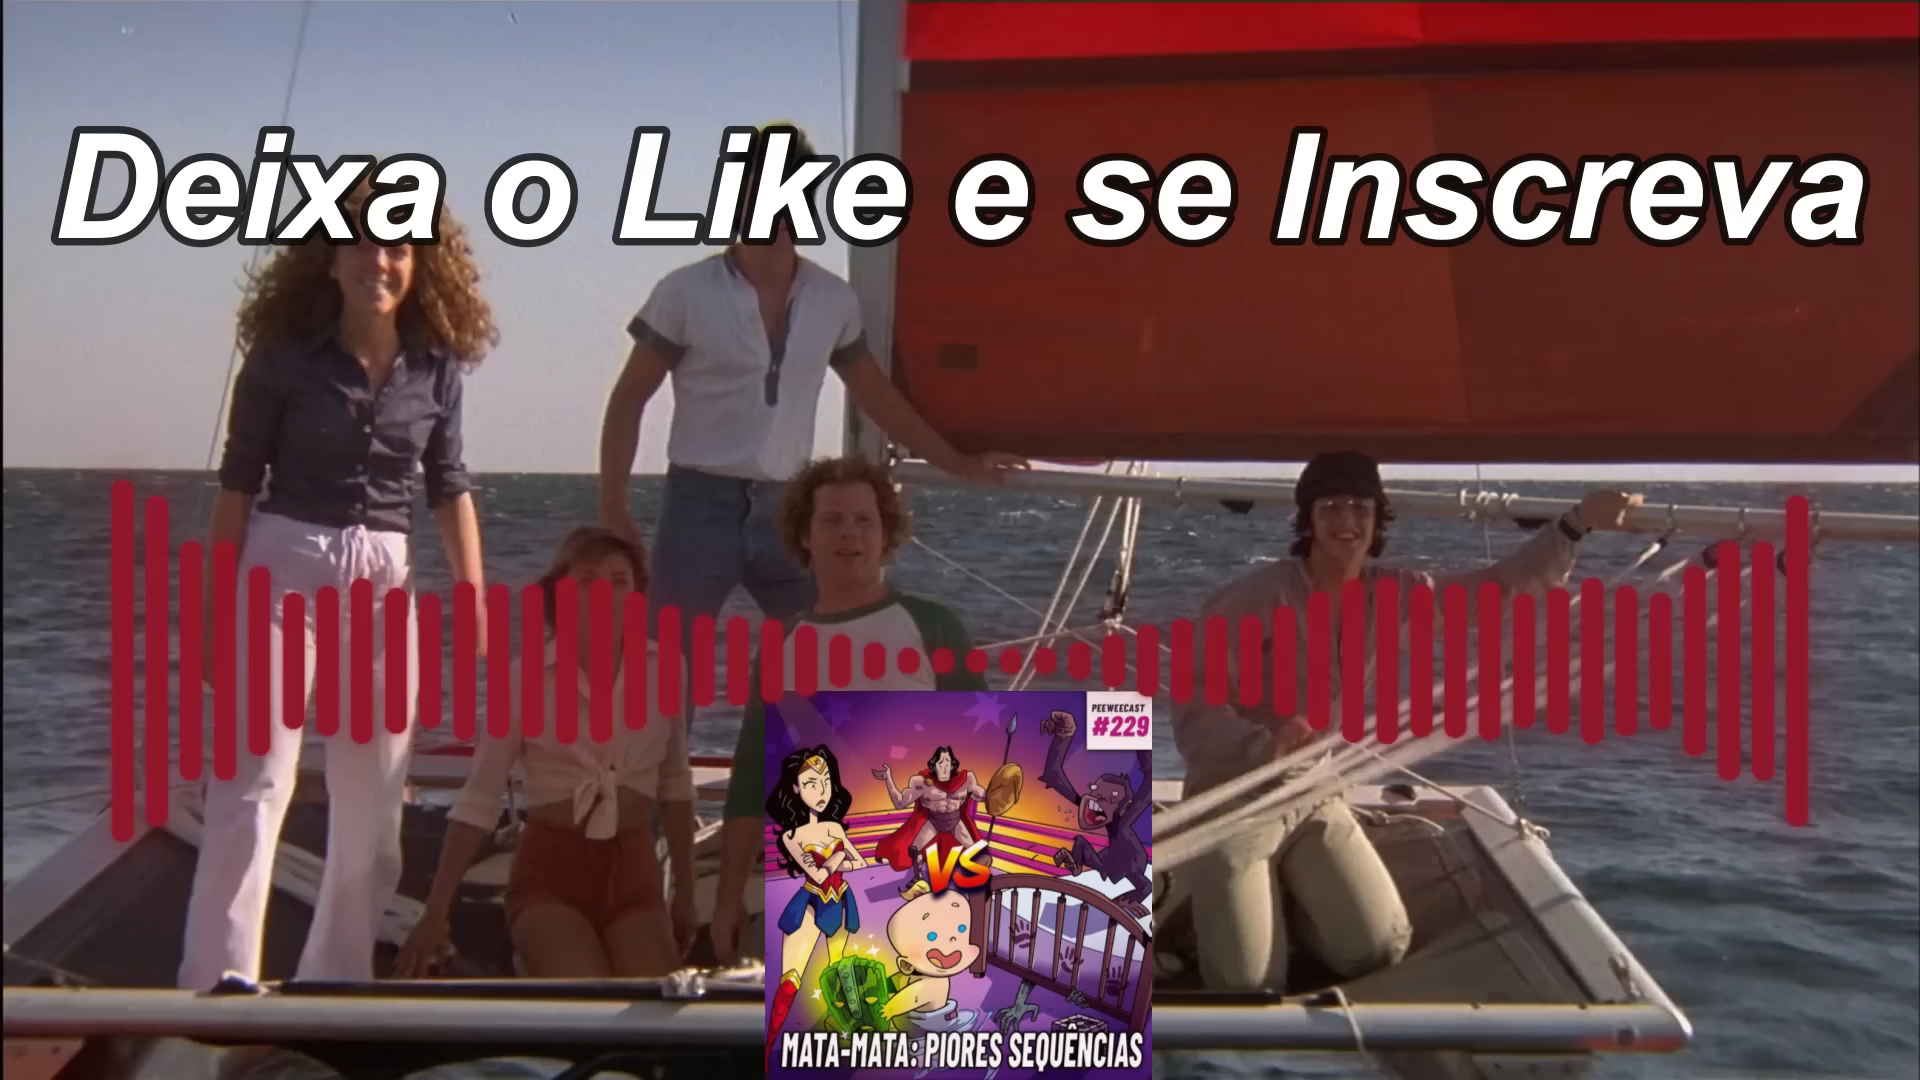 Deixa o Like e se Inscreva
PEEWEECAST
#229
VS
MATA-MATA: PIORES SEQUÊNCIAS